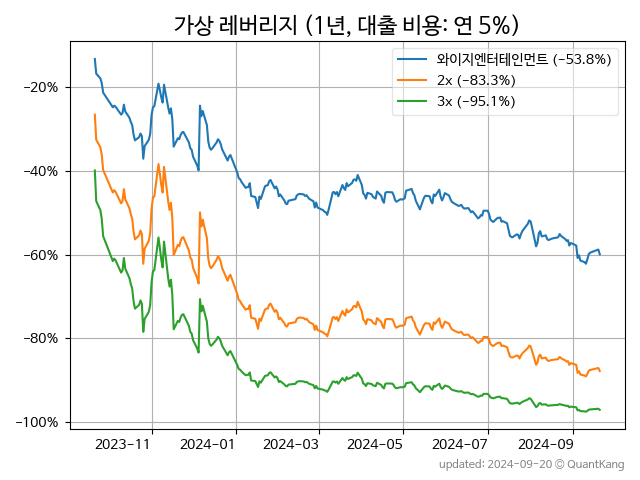 가상 레버리지 (1년, 대출 비용: 연 5%)
와이지엔터테인먼트 (−53.8%)
2x (−83.3%)
3x (−95.1%)
−20%
−40%
−60%
−80%
−100%
2023-11 2024-01 2024-03 2024-05 2024-07 2024-09
updated: 2024-09-20 © QuantKang